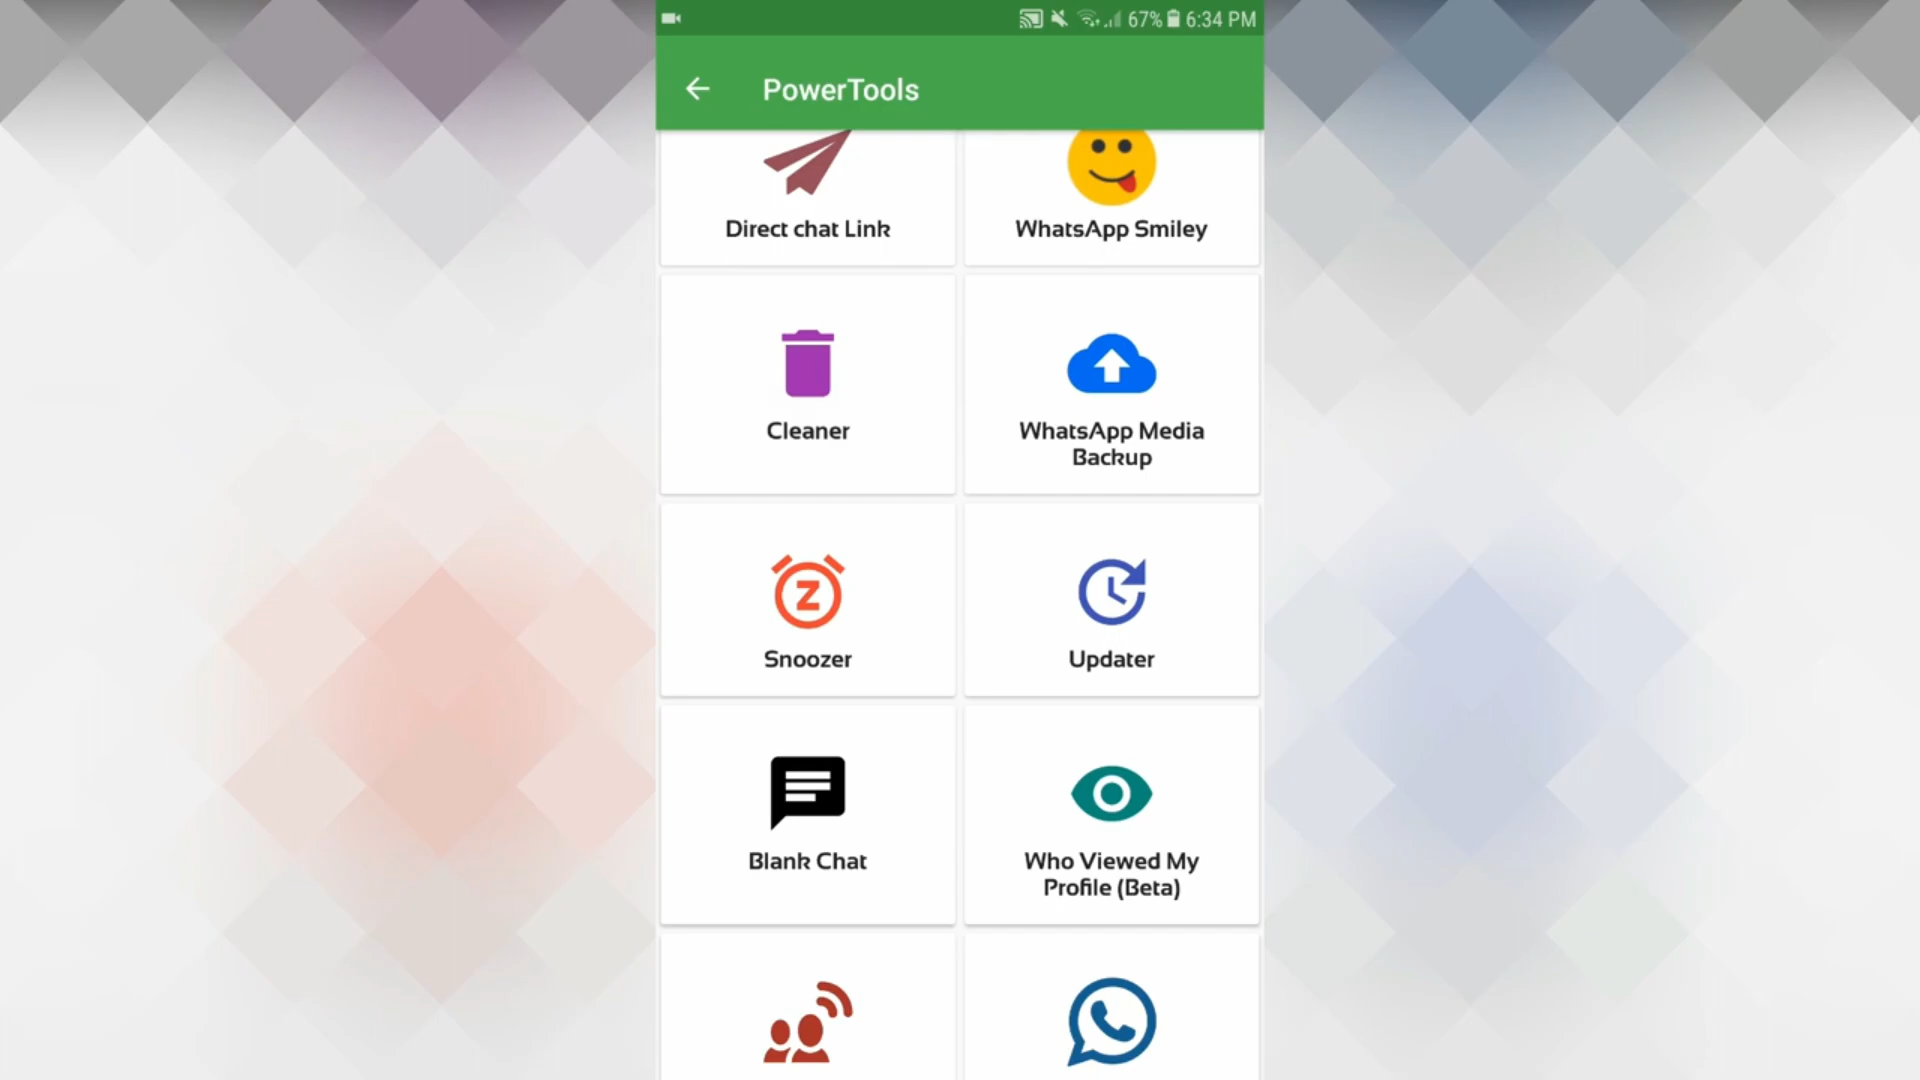 67% 6:34 PM
PowerTools
Direct chat Link
WhatsApp Smiley
Cleaner
WhatsApp Media
Backup
Snoozer
Updater
Blank Chat
Who Viewed My
Profile (Beta)